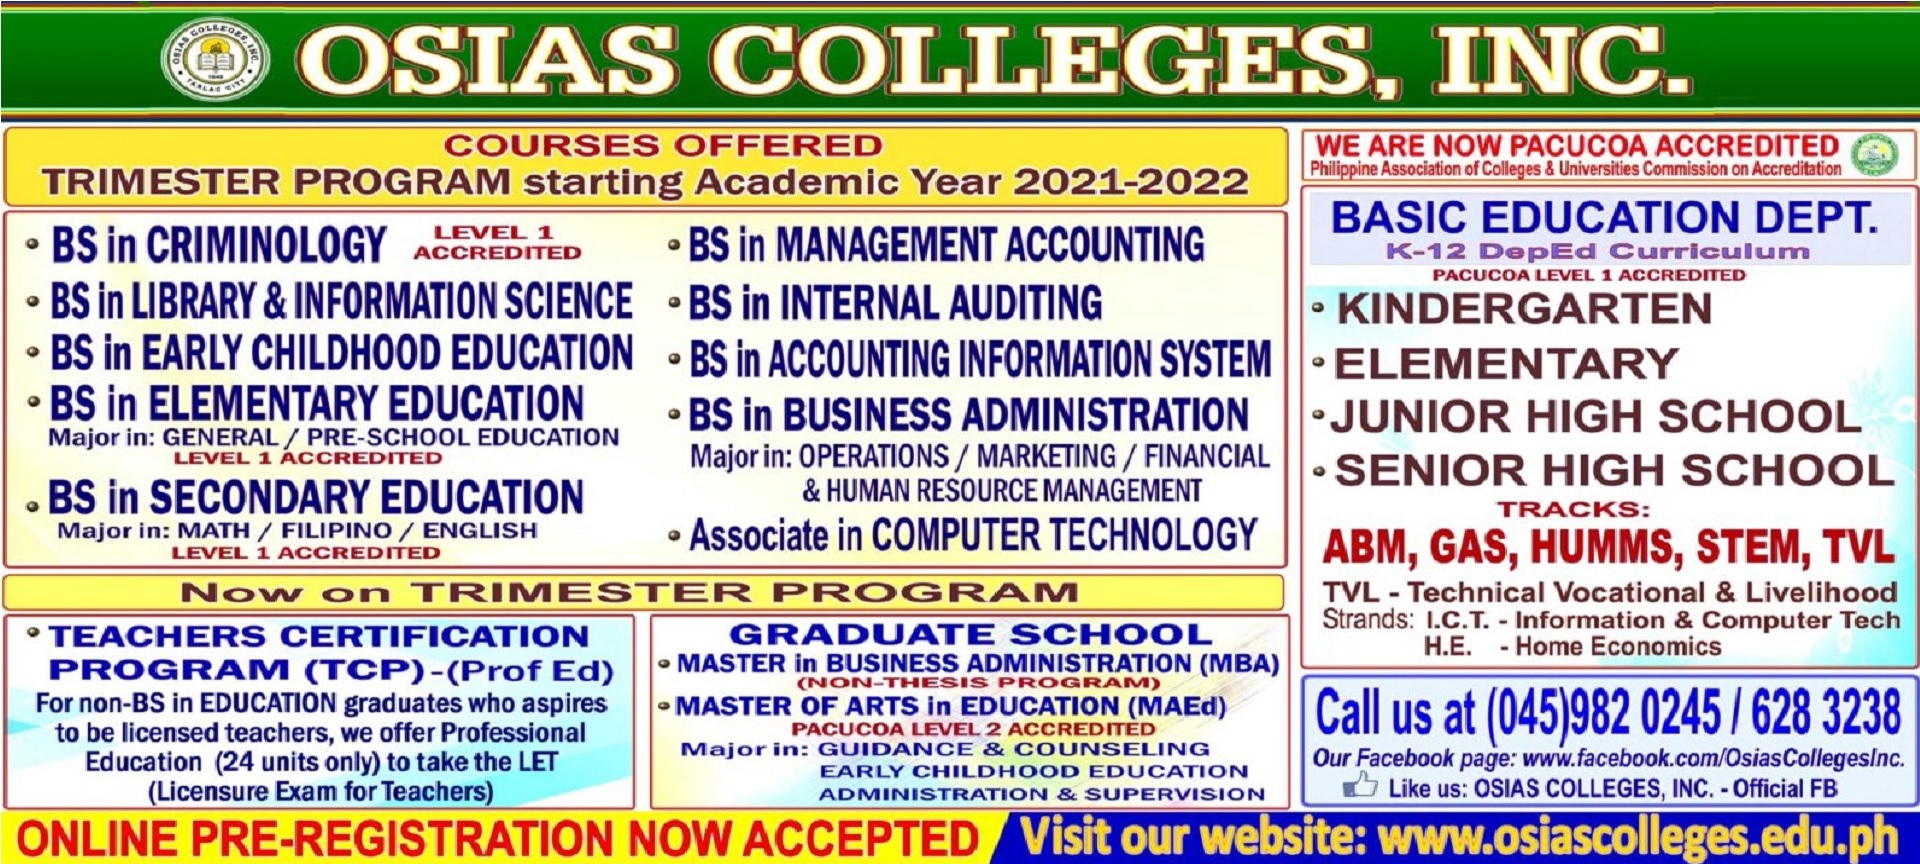 OSIAS COLLEGES, INC.
TARLAC CITY
OSIAS COLLEGES, INC.
COURSES OFFERED
TRIMESTER PROGRAM starting Academic Year 2021-2022
• BS in CRIMINOLOGY LEVEL 1 ACCREDITED
• BS in LIBRARY & INFORMATION SCIENCE
• BS in EARLY CHILDHOOD EDUCATION
• BS in ELEMENTARY EDUCATION
Major in: GENERAL / PRE-SCHOOL EDUCATION
LEVEL 1 ACCREDITED
• BS in SECONDARY EDUCATION
Major in: MATH / FILIPINO / ENGLISH
LEVEL 1 ACCREDITED
• BS in MANAGEMENT ACCOUNTING
• BS in INTERNAL AUDITING
• BS in ACCOUNTING INFORMATION SYSTEM
• BS in BUSINESS ADMINISTRATION
Major in: OPERATIONS / MARKETING / FINANCIAL
& HUMAN RESOURCE MANAGEMENT
• Associate in COMPUTER TECHNOLOGY
Now on TRIMESTER PROGRAM
• TEACHERS CERTIFICATION
PROGRAM (TCP)-(Prof Ed)
For non-BS in EDUCATION graduates who aspires
to be licensed teachers, we offer Professional
Education (24 units only) to take the LET
(Licensure Exam for Teachers)
GRADUATE SCHOOL
• MASTER in BUSINESS ADMINISTRATION (MBA)
(NON-THESIS PROGRAM)
• MASTER OF ARTS in EDUCATION (MAEd)
PACUCOA LEVEL 2 ACCREDITED
Major in: GUIDANCE & COUNSELING
EARLY CHILDHOOD EDUCATION
ADMINISTRATION & SUPERVISION
WE ARE NOW PACUCOA ACCREDITED
Philippine Association of Colleges & Universities Commission on Accreditation
BASIC EDUCATION DEPT.
K-12 DepEd Curriculum
PACUCOA LEVEL 1 ACCREDITED
• KINDERGARTEN
• ELEMENTARY
• JUNIOR HIGH SCHOOL
• SENIOR HIGH SCHOOL
TRACKS:
ABM, GAS, HUMMS, STEM, TVL
TVL - Technical Vocational & Livelihood
Strands: I.C.T. - Information & Computer Tech
H.E. - Home Economics
Call us at (045)982 0245 / 628 3238
Our Facebook page: www.facebook.com/OsiasCollegesInc.
Like us: OSIAS COLLEGES, INC. - Official FB
ONLINE PRE-REGISTRATION NOW ACCEPTED
Visit our website: www.osiascolleges.edu.ph